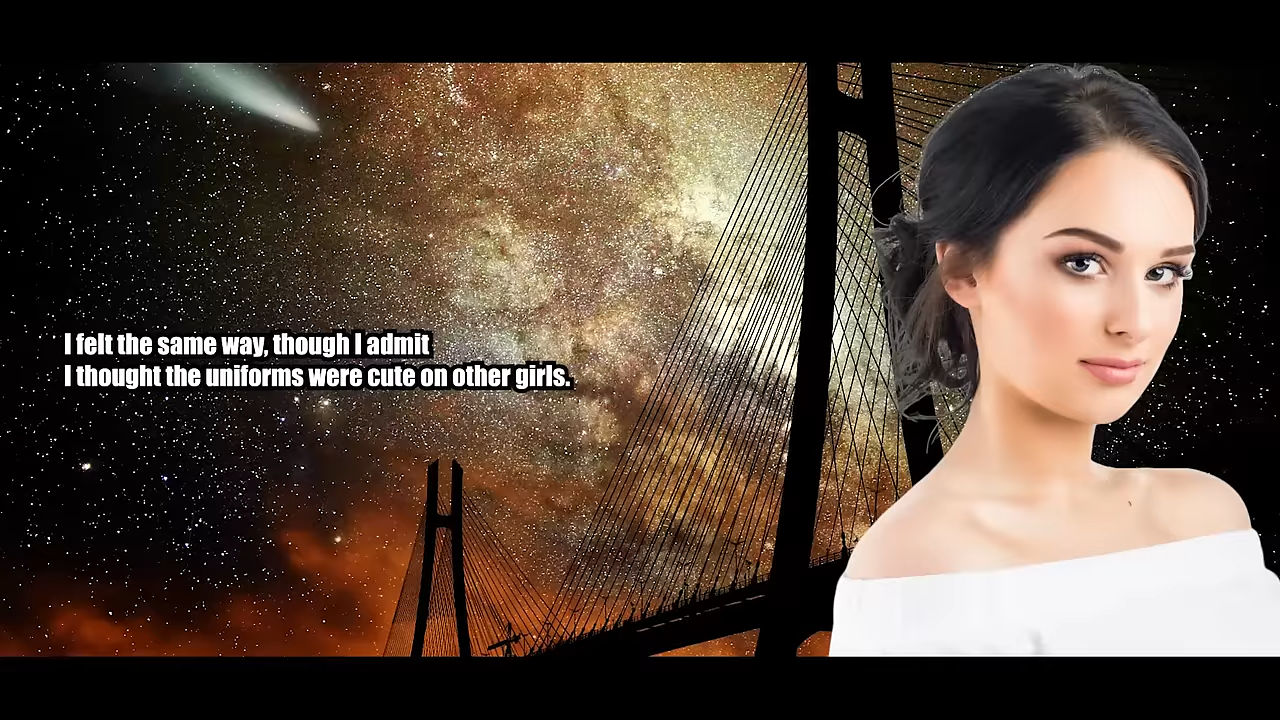 I felt the same way, though I admit
I thought the uniforms were cute on other girls.